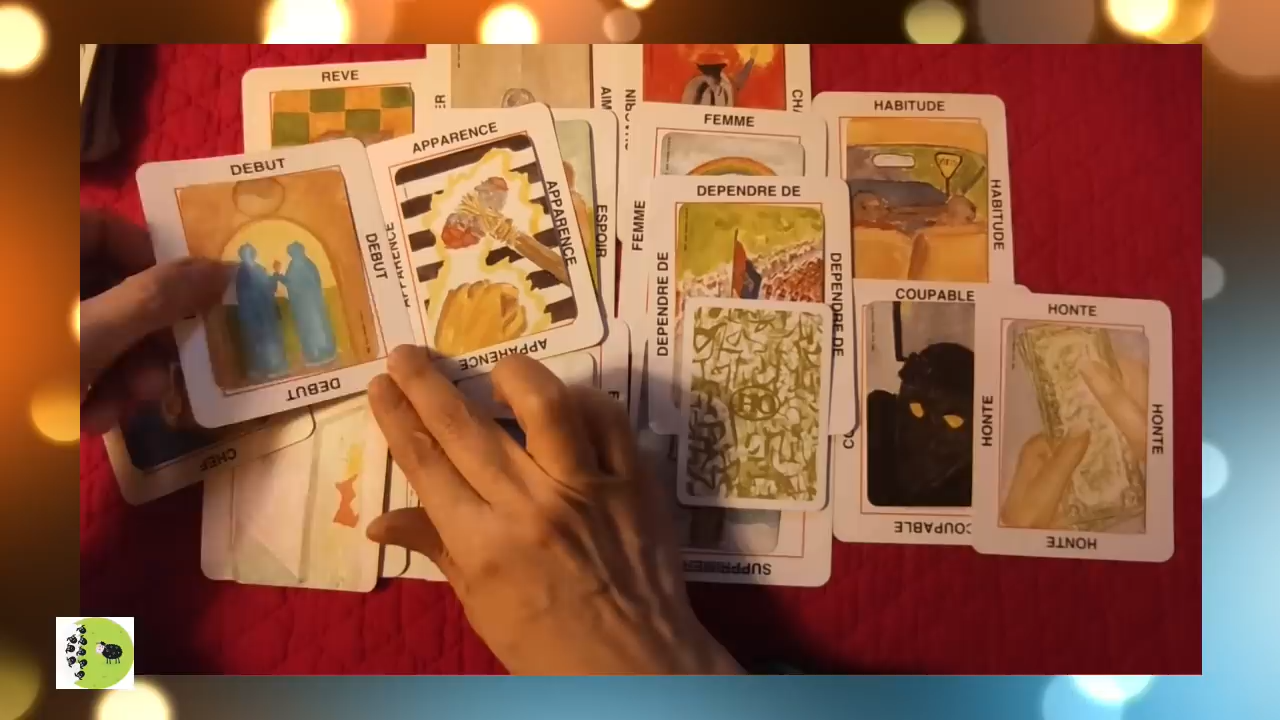 REVE
FEMME
FEMME
HABITUDE
HABITUDE
APPARENCE
APPARENCE
APPARENCE
APPARENCE
DEBUT
DEBUT
DEBUT
ESPOIR
DEPENDRE DE
DEPENDRE DE
DEPENDRE DE
COUPABLE
COUPABLE
HONTE
HONTE
HONTE
HONTE
CHEF
SUPPRIMER
OH